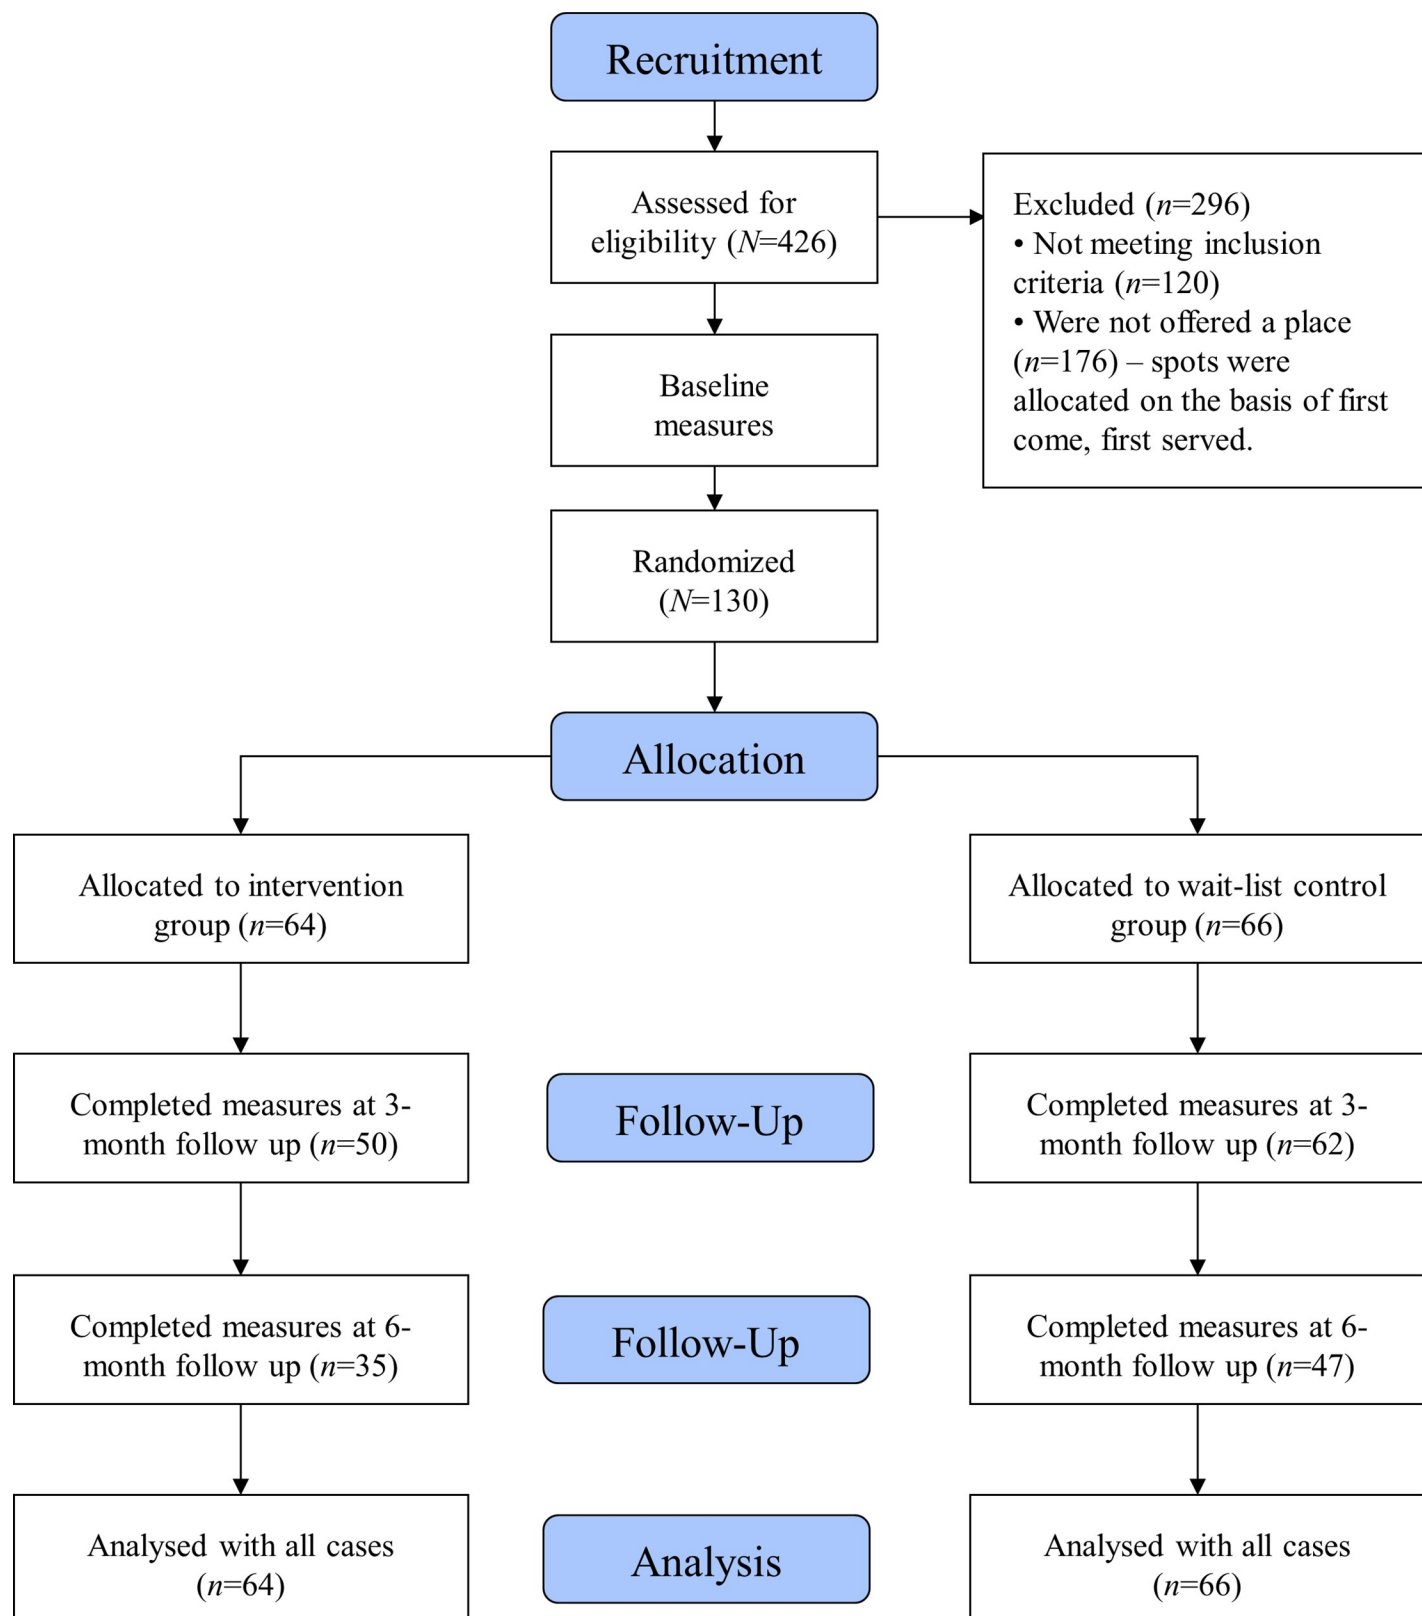 Recruitment
Assessed for
eligibility (N=426)
Excluded (n=296)
• Not meeting inclusion
criteria (n=120)
• Were not offered a place
(n=176) – spots were
allocated on the basis of first
come, first served.
Baseline
measures
Randomized
(N=130)
Allocation
Allocated to intervention
group (n=64)
Allocated to wait-list control
group (n=66)
Completed measures at 3-
month follow up (n=50)
Follow-Up
Completed measures at 3-
month follow up (n=62)
Completed measures at 6-
month follow up (n=35)
Follow-Up
Completed measures at 6-
month follow up (n=47)
Analysed with all cases
(n=64)
Analysis
Analysed with all cases
(n=66)